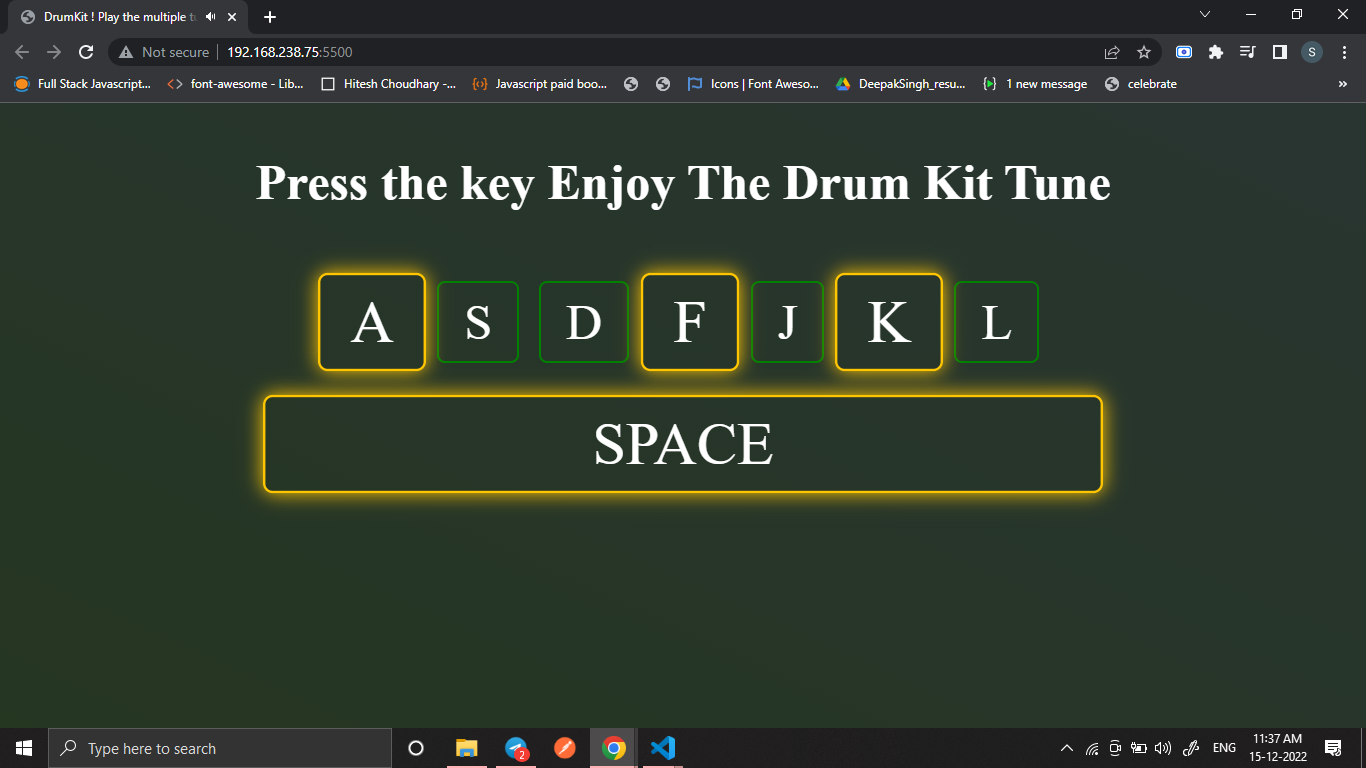 DrumKit ! Play the multiple t
Not secure 192.168.238.75:5500
S
Full Stack Javascript... font-awesome - Lib... Hitesh Choudhary -... Javascript paid boo... Icons | Font Aweso... DeepakSingh_resu... 1 new message celebrate »
Press the key Enjoy The Drum Kit Tune
A S D F J K L
SPACE
Type here to search
2
ENG
11:37 AM
15-12-2022